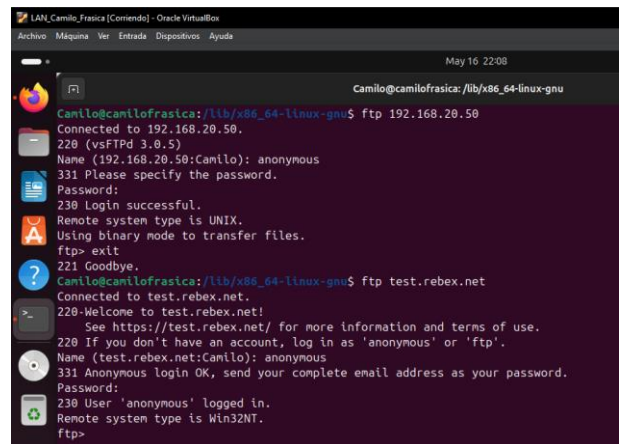 LAN_Camilo_Frasica [Corriendo] - Oracle VirtualBox
Archivo Máquina Ver Entrada Dispositivos Ayuda
May 16 22:08
Camilo@camilofrasica: /lib/x86_64-linux-gnu
Camilo@camilofrasica:/lib/x86_64-linux-gnu$ ftp 192.168.20.50
Connected to 192.168.20.50.
220 (vsFTPd 3.0.5)
Name (192.168.20.50:Camilo): anonymous
331 Please specify the password.
Password:
230 Login successful.
Remote system type is UNIX.
Using binary mode to transfer files.
ftp> exit
221 Goodbye.
Camilo@camilofrasica:/lib/x86_64-linux-gnu$ ftp test.rebex.net
Connected to test.rebex.net.
220-Welcome to test.rebex.net!
See https://test.rebex.net/ for more information and terms of use.
220 If you don't have an account, log in as 'anonymous' or 'ftp'.
Name (test.rebex.net:Camilo): anonymous
331 Anonymous login OK, send your complete email address as your password.
Password:
230 User 'anonymous' logged in.
Remote system type is Win32NT.
ftp>